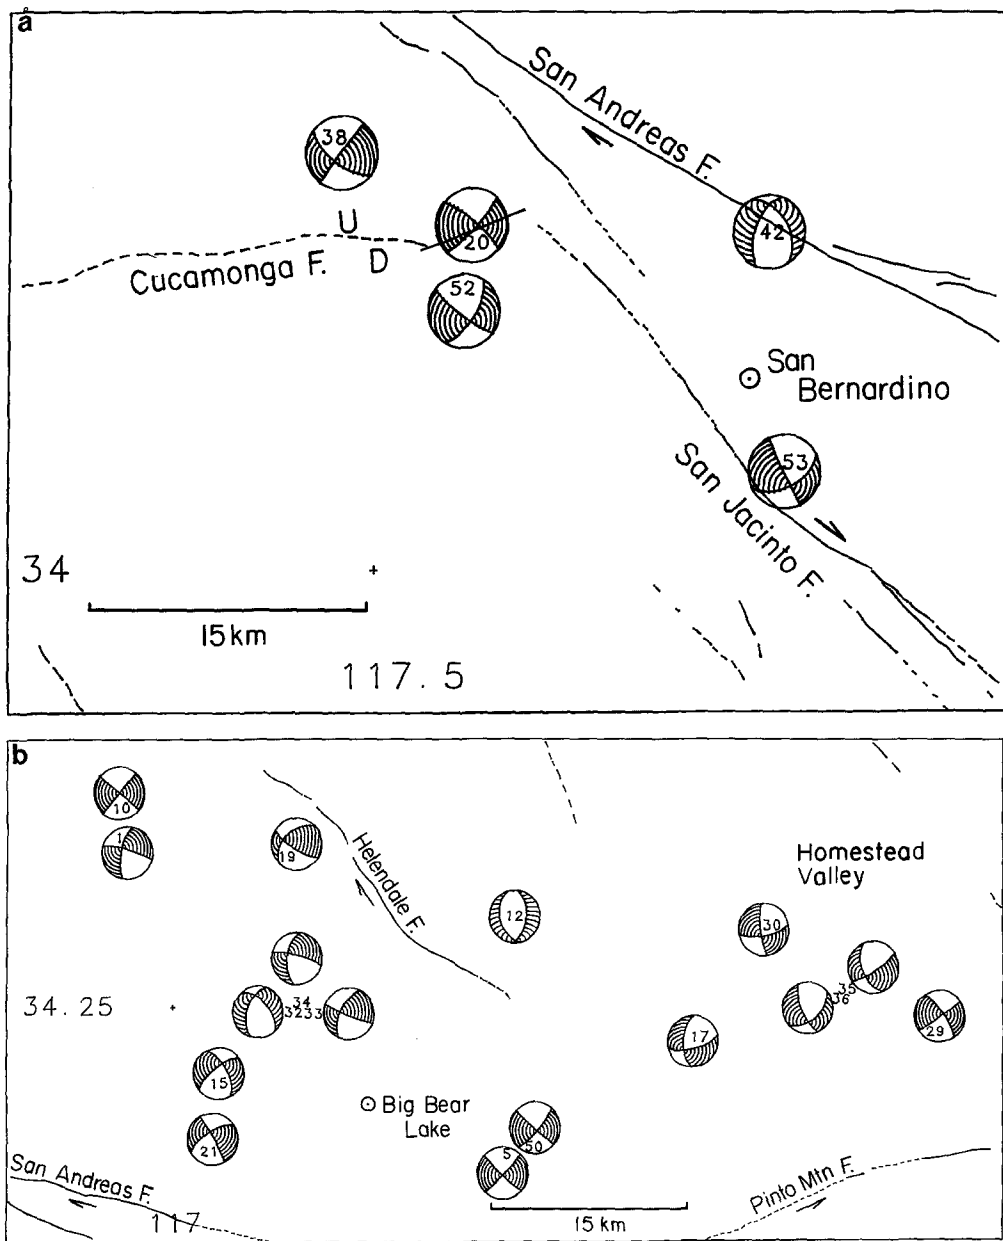 a
San Andreas F.
38
U
20
42
Cucamonga F.
D
52
San
Bernardino
53
San Jacinto F.
34
15 km
117.5
b
10
1
19
Helendale F.
Homestead
Valley
12
30
34.25
34
32
33
35
36
29
17
15
Big Bear
Lake
50
21
5
San Andreas F.
Pinto Mtn F.
117
15 km